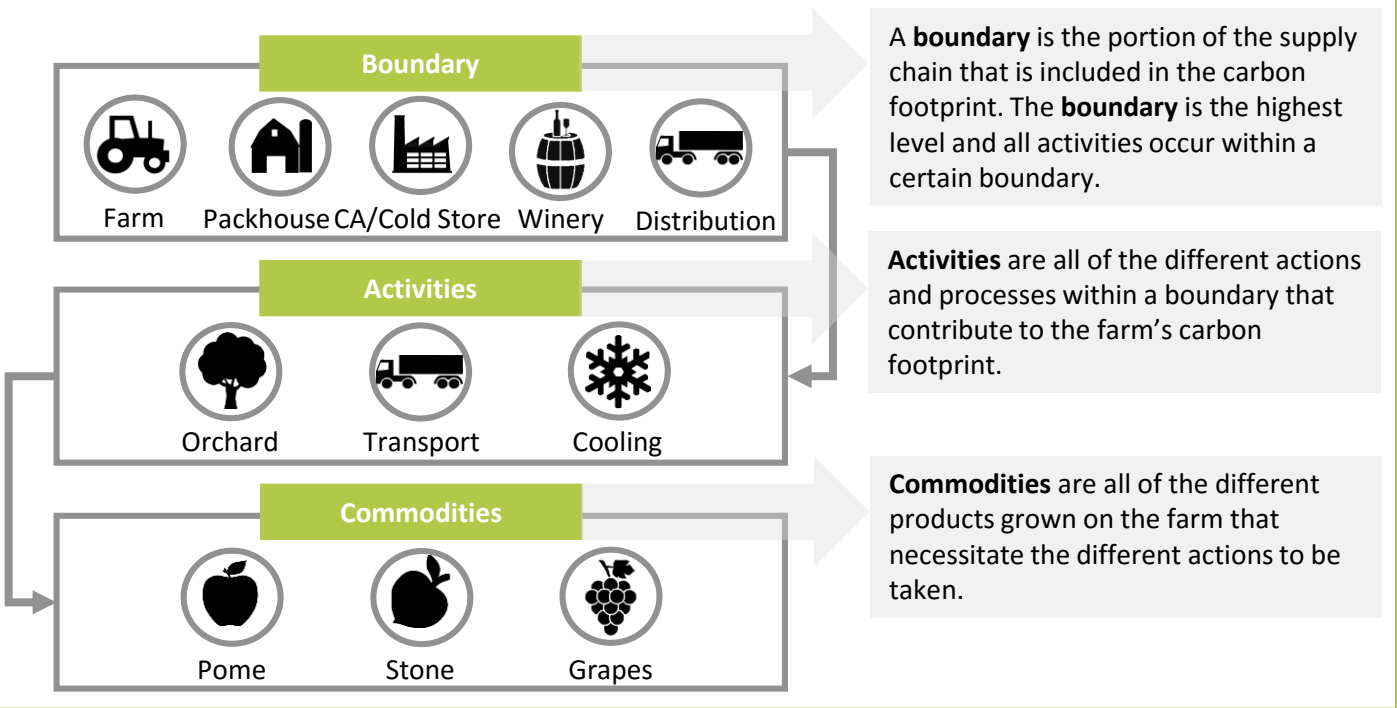 Boundary
Farm
Packhouse
CA/Cold Store
Winery
Distribution
A boundary is the portion of the supply
chain that is included in the carbon
footprint. The boundary is the highest
level and all activities occur within a
certain boundary.
Activities
Orchard
Transport
Cooling
Activities are all of the different actions
and processes within a boundary that
contribute to the farm’s carbon
footprint.
Commodities
Pome
Stone
Grapes
Commodities are all of the different
products grown on the farm that
necessitate the different actions to be
taken.